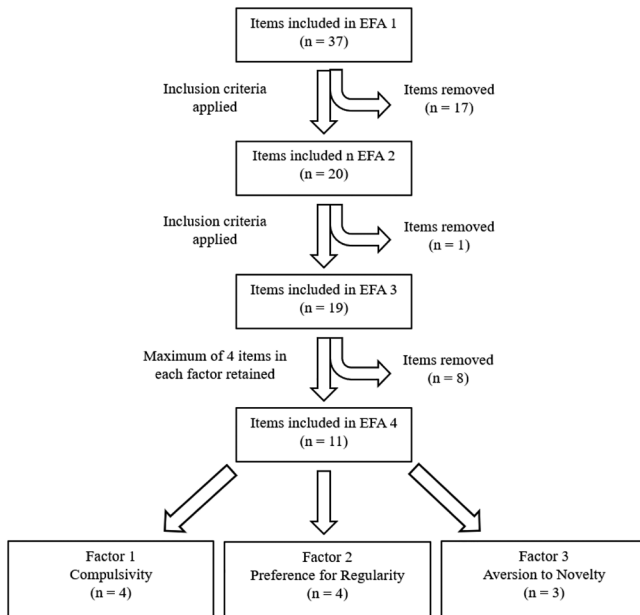 Items included in EFA 1
(n = 37)
Inclusion criteria
applied
Items removed
(n = 17)
Items included n EFA 2
(n = 20)
Inclusion criteria
applied
Items removed
(n = 1)
Items included in EFA 3
(n = 19)
Maximum of 4 items in
each factor retained
Items removed
(n = 8)
Items included in EFA 4
(n = 11)
Factor 1
Compulsivity
(n = 4)
Factor 2
Preference for Regularity
(n = 4)
Factor 3
Aversion to Novelty
(n = 3)